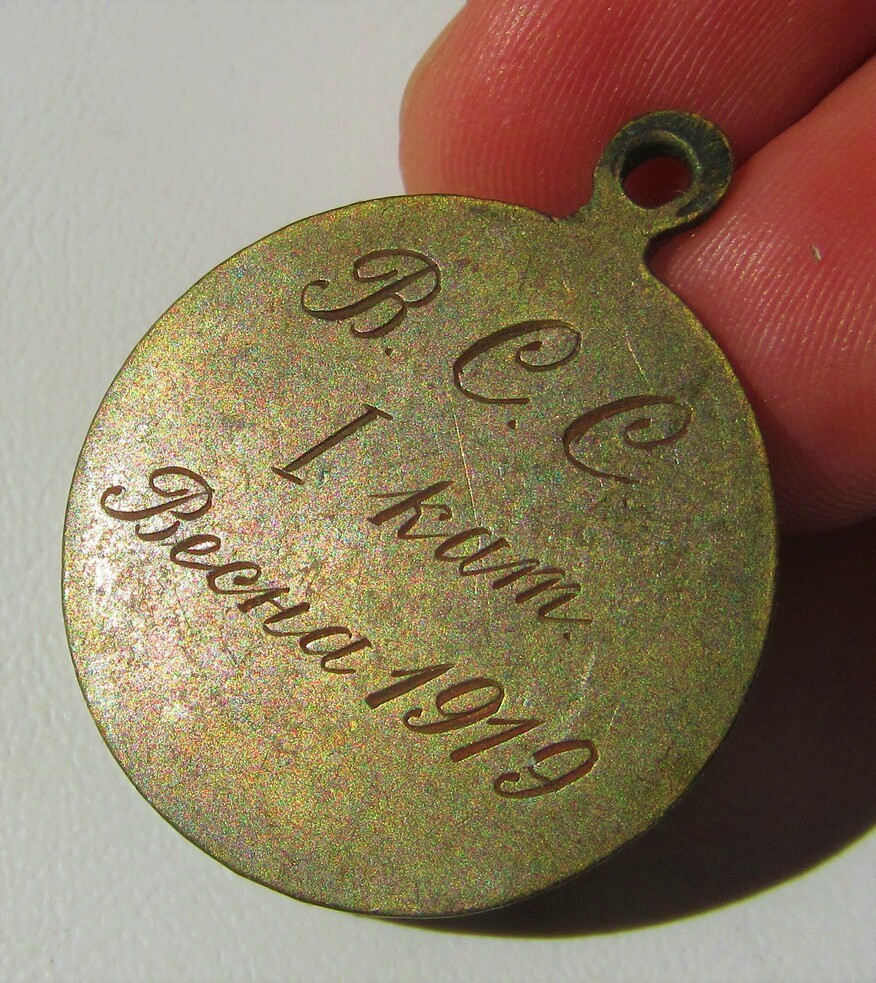 В. С. С.
I кат.
Весна 1919